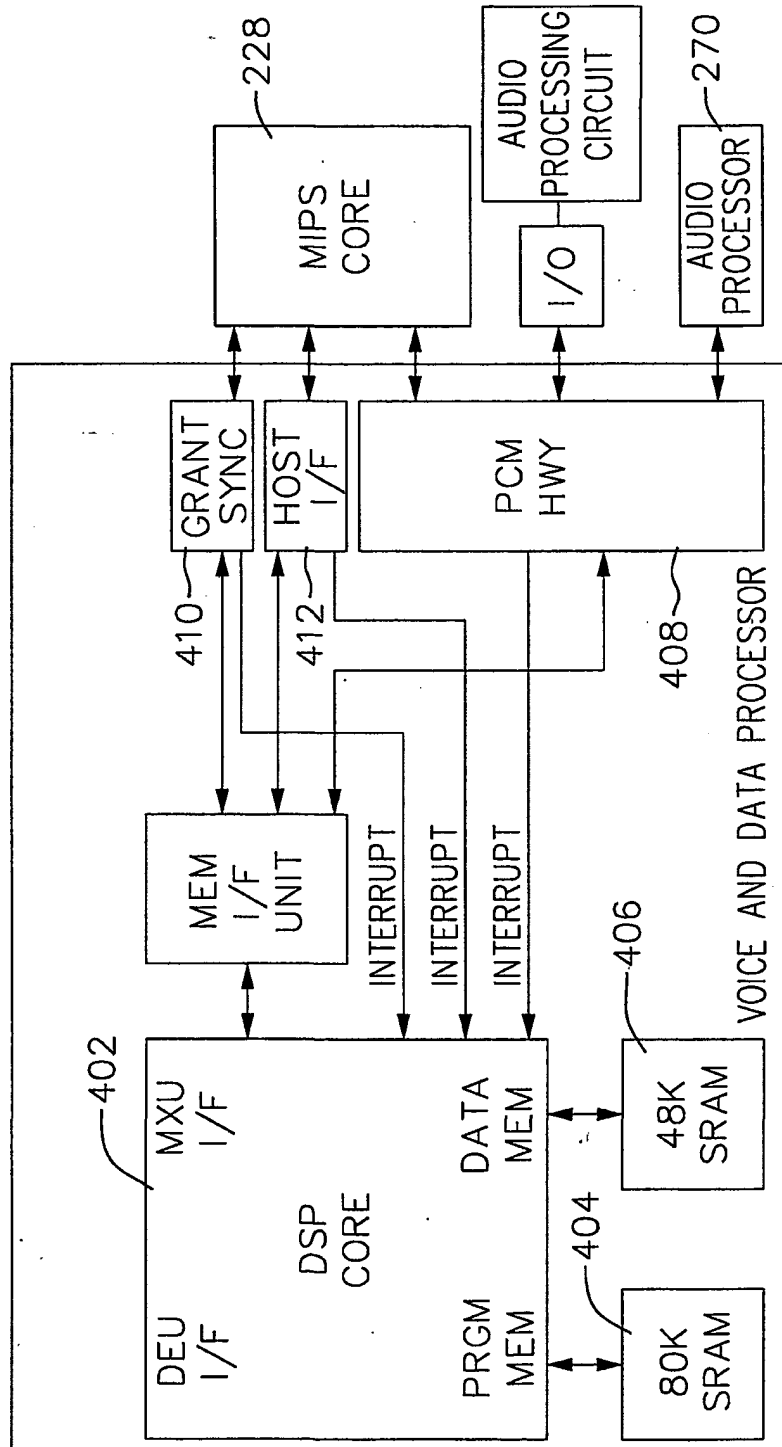 402
DEU
I/F
MXU
I/F
DSP
CORE
PRGM
MEM
DATA
MEM
404
80K
SRAM
406
48K
SRAM
MEM
I/F
UNIT
INTERRUPT
INTERRUPT
INTERRUPT
410
GRANT
SYNC
412
HOST
I/F
PCM
HWY
408
VOICE AND DATA PROCESSOR
228
MIPS
CORE
I/O
AUDIO
PROCESSING
CIRCUIT
270
AUDIO
PROCESSOR